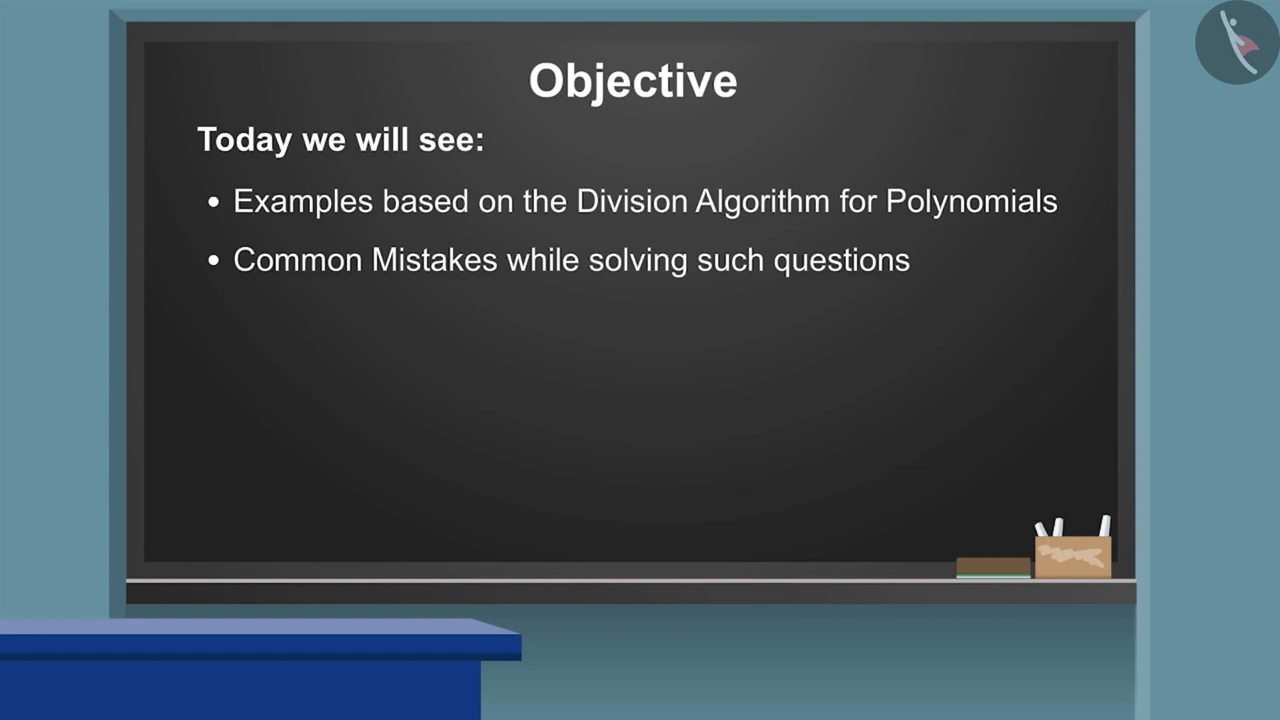 Objective
Today we will see:
• Examples based on the Division Algorithm for Polynomials
• Common Mistakes while solving such questions